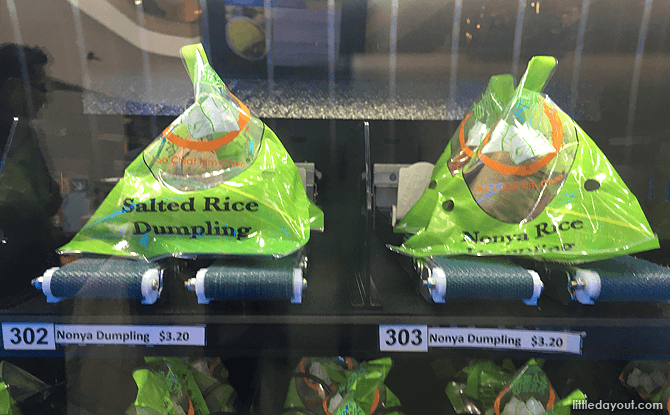 Salted Rice
Dumpling
Nonya Rice
302 Nonya Dumpling $3.20
303 Nonya Dumpling $3.20
littledayout.com